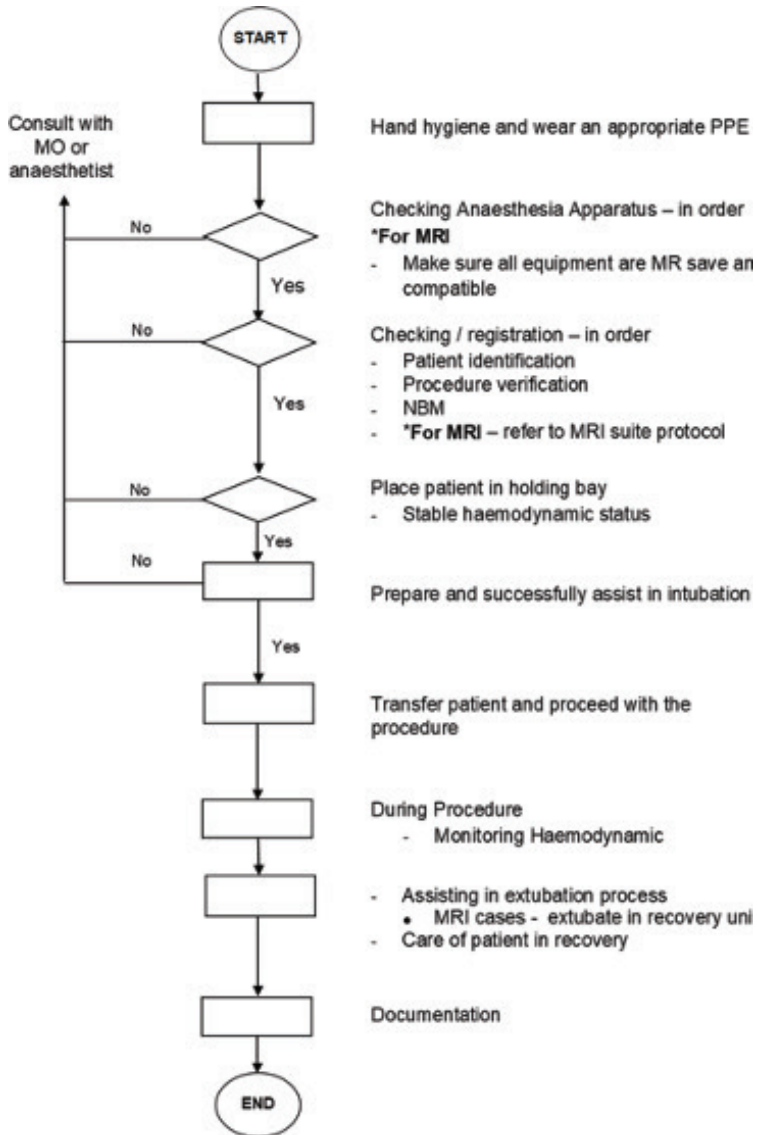 START
Hand hygiene and wear an appropriate PPE
Consult with
MO or
anaesthetist
Checking Anaesthesia Apparatus – in order
*For MRI
- Make sure all equipment are MR save an
compatible
No
Yes
Checking / registration – in order
- Patient identification
- Procedure verification
- NBM
- *For MRI – refer to MRI suite protocol
No
Yes
Place patient in holding bay
- Stable haemodynamic status
No
Yes
No
Prepare and successfully assist in intubation
Yes
Transfer patient and proceed with the
procedure
During Procedure
- Monitoring Haemodynamic
- Assisting in extubation process
• MRI cases - extubate in recovery uni
- Care of patient in recovery
Documentation
END